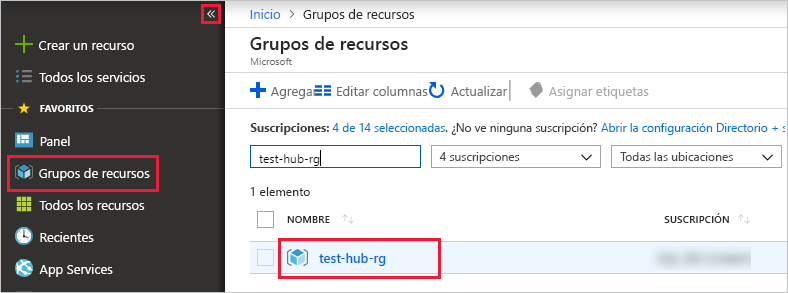 «
Crear un recurso
Todos los servicios
FAVORITOS
Panel
Grupos de recursos
Todos los recursos
Recientes
App Services
Inicio > Grupos de recursos
Grupos de recursos
Microsoft
Agrega Editar columnas Actualizar Asignar etiquetas
Suscripciones: 4 de 14 seleccionadas. ¿No ve ninguna suscripción? Abrir la configuración Directorio + s
test-hub-rg 4 suscripciones Todas las ubicaciones
1 elemento
NOMBRE SUSCRIPCIÓN
test-hub-rg